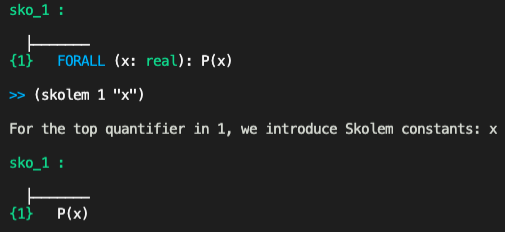 sko_1 :
|-------
{1} FORALL (x: real): P(x)
>> (skolem 1 "x")
For the top quantifier in 1, we introduce Skolem constants: x
sko_1 :
|-------
{1} P(x)